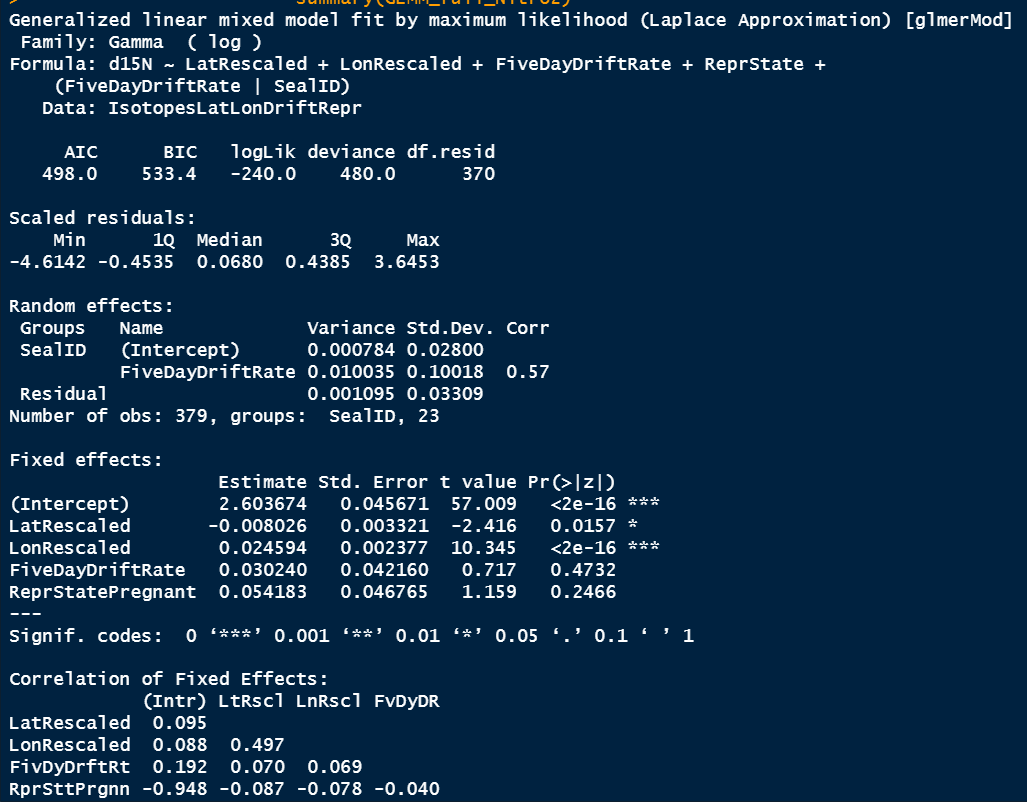 summary(GLMM_Full_Nitro2)
Generalized linear mixed model fit by maximum likelihood (Laplace Approximation) [glmerMod]
 Family: Gamma  ( log )
Formula: d15N ~ LatRescaled + LonRescaled + FiveDayDriftRate + ReprState +
    (FiveDayDriftRate | SealID)
   Data: IsotopesLatLonDriftRepr
     AIC      BIC   logLik deviance df.resid
   498.0    533.4   -240.0    480.0      370
Scaled residuals:
    Min      1Q  Median      3Q     Max
-4.6142 -0.4535  0.0680  0.4385  3.6453
Random effects:
 Groups   Name             Variance Std.Dev. Corr
 SealID   (Intercept)      0.000784 0.02800
          FiveDayDriftRate 0.010035 0.10018  0.57
 Residual                  0.001095 0.03309
Number of obs: 379, groups:  SealID, 23
Fixed effects:
                   Estimate Std. Error t value Pr(>|z|)
(Intercept)        2.603674   0.045671  57.009   <2e-16 ***
LatRescaled       -0.008026   0.003321  -2.416   0.0157 *
LonRescaled        0.024594   0.002377  10.345   <2e-16 ***
FiveDayDriftRate   0.030240   0.042160   0.717   0.4732
ReprStatePregnant  0.054183   0.046765   1.159   0.2466
---
Signif. codes:  0 ‘***’ 0.001 ‘**’ 0.01 ‘*’ 0.05 ‘.’ 0.1 ‘ ’ 1
Correlation of Fixed Effects:
            (Intr) LtRscl LnRscl FvDyDR
LatRescaled  0.095
LonRescaled  0.088  0.497
FivDyDrftRt  0.192  0.070  0.069
RprSttPrgnn -0.948 -0.087 -0.078 -0.040